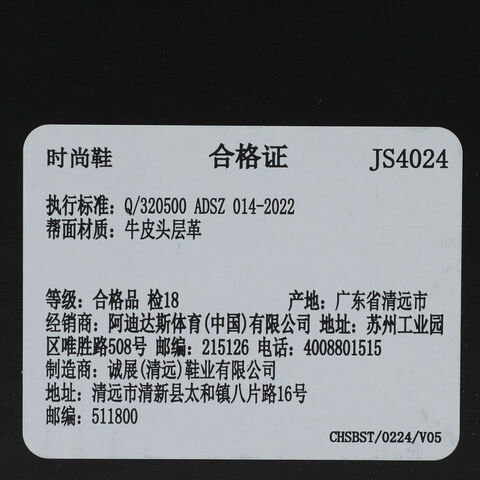 时尚鞋 合格证 JS4024
执行标准: Q/320500 ADSZ 014-2022
帮面材质: 牛皮头层革
等级: 合格品 检18 产地: 广东省清远市
经销商: 阿迪达斯体育(中国)有限公司 地址: 苏州工业园
区唯胜路508号 邮编: 215126 电话: 4008801515
制造商: 诚展(清远)鞋业有限公司
地址: 清远市清新县太和镇八片路16号
邮编: 511800
CHSBST/0224/V05